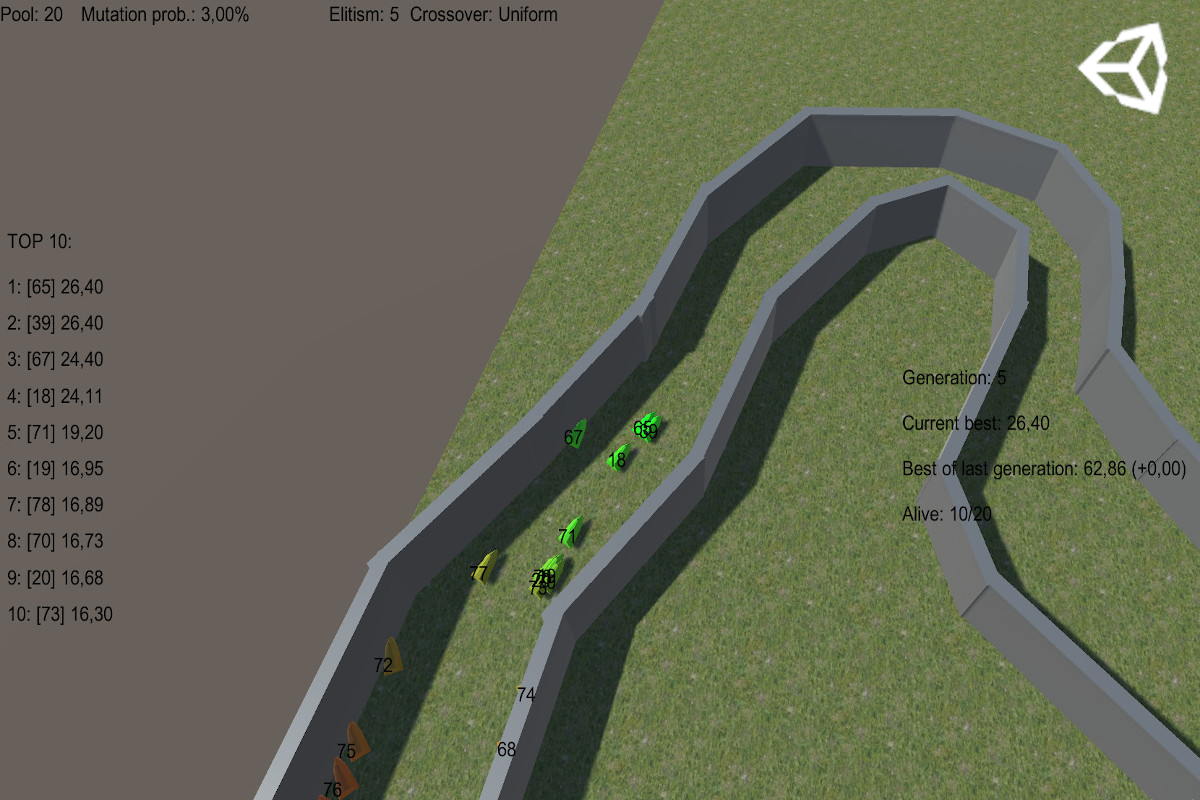 Pool: 20 Mutation prob.: 3,00% Elitism: 5 Crossover: Uniform
TOP 10:
1: [65] 26,40
2: [39] 26,40
3: [67] 24,40
4: [18] 24,11
5: [71] 19,20
6: [19] 16,95
7: [78] 16,89
8: [70] 16,73
9: [20] 16,68
10: [73] 16,30
Generation: 5
Current best: 26,40
Best of last generation: 62,86 (+0,00)
Alive: 10/20
67
65
39
18
71
77
72
74
75
68
76